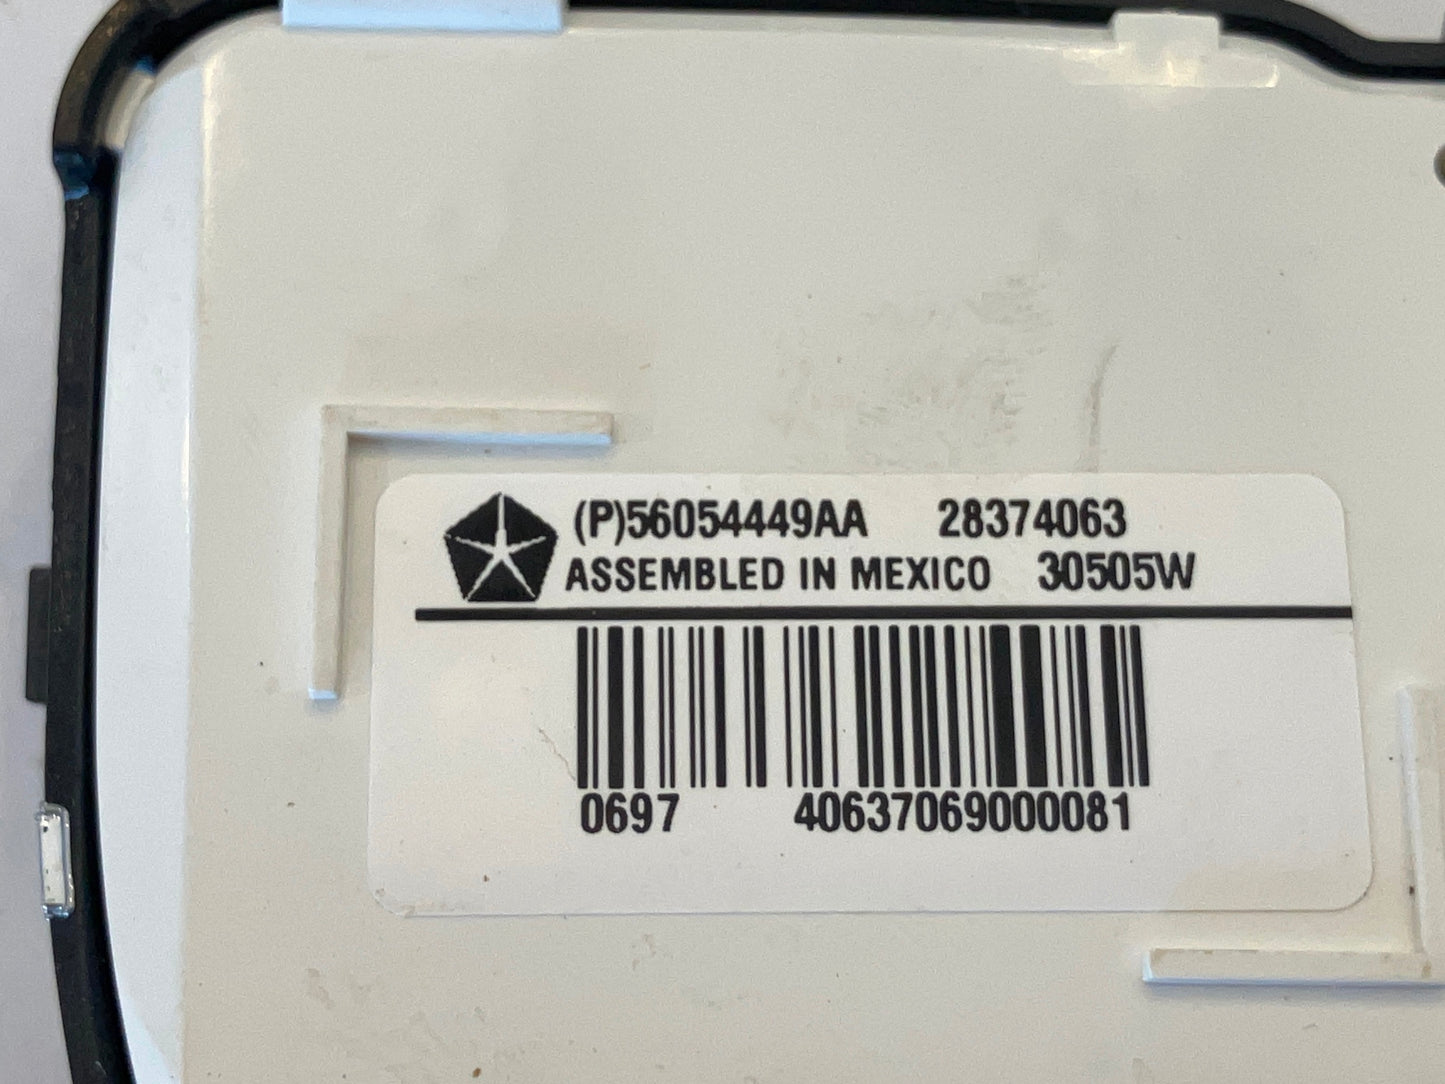 (P)56054449AA 28374063
ASSEMBLED IN MEXICO 30505W
0697 40637069000081